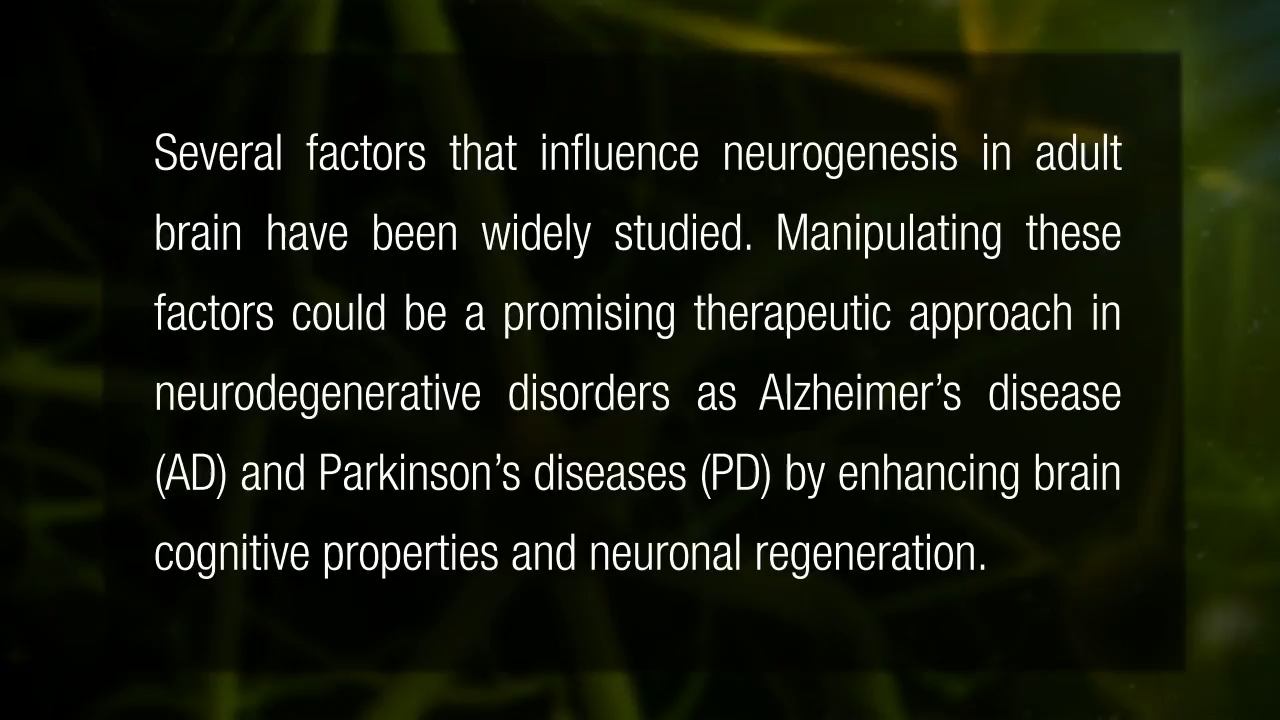 Several factors that influence neurogenesis in adult
brain have been widely studied. Manipulating these
factors could be a promising therapeutic approach in
neurodegenerative disorders as Alzheimer’s disease
(AD) and Parkinson’s diseases (PD) by enhancing brain
cognitive properties and neuronal regeneration.